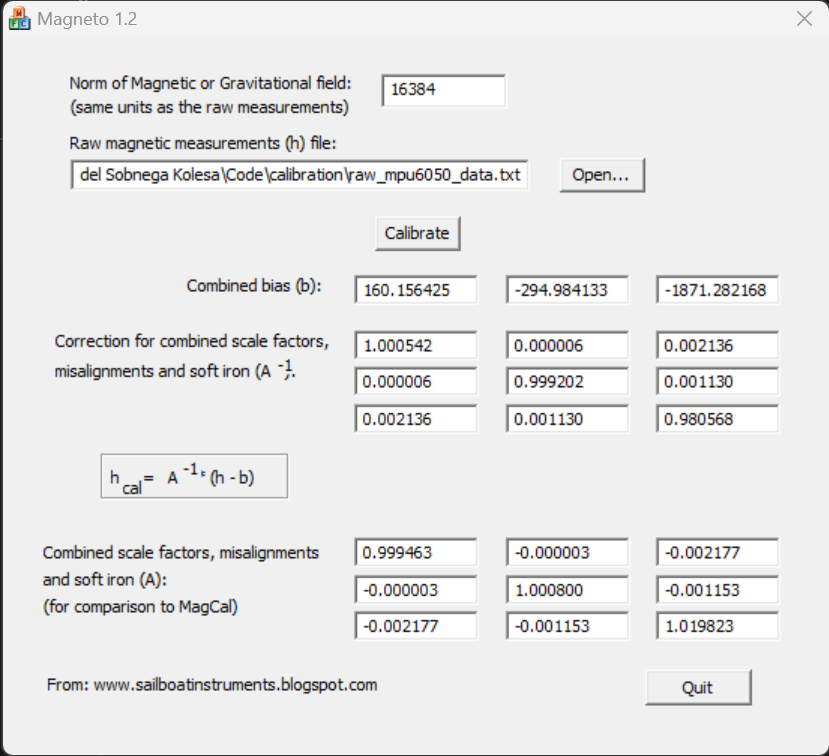 Magneto 1.2
Norm of Magnetic or Gravitational field: 16384
(same units as the raw measurements)
Raw magnetic measurements (h) file:
del Sobnega Kolesa\Code\calibration\raw_mpu6050_data.txt Open...
Calibrate
Combined bias (b): 160.156425 -294.984133 -1871.282168
Correction for combined scale factors, 1.000542 0.000006 0.002136
misalignments and soft iron (A -1; 0.000006 0.999202 0.001130
0.002136 0.001130 0.980568
h cal = A -1 * (h - b)
Combined scale factors, misalignments 0.999463 -0.000003 -0.002177
and soft iron (A): -0.000003 1.000800 -0.001153
(for comparison to MagCal) -0.002177 -0.001153 1.019823
From: www.sailboatinstruments.blogspot.com Quit